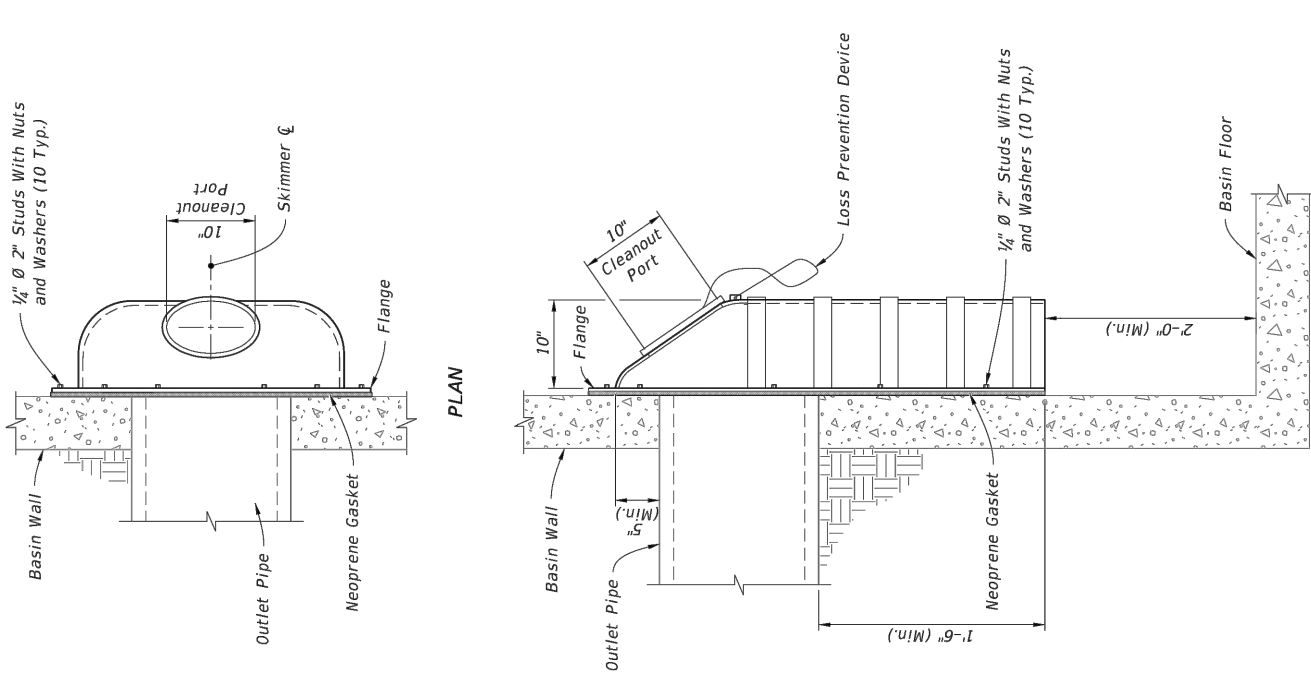 ¼" Ø 2" Studs With Nuts
and Washers (10 Typ.)
10"
Cleanout
Port
Skimmer ℄
Flange
Basin Wall
Outlet Pipe
Neoprene Gasket
PLAN
10"
Cleanout
Port
Loss Prevention Device
¼" Ø 2" Studs With Nuts
and Washers (10 Typ.)
Basin Floor
10"
Flange
2'-0" (Min.)
5"
(Min.)
Basin Wall
Outlet Pipe
Neoprene Gasket
1'-6" (Min.)